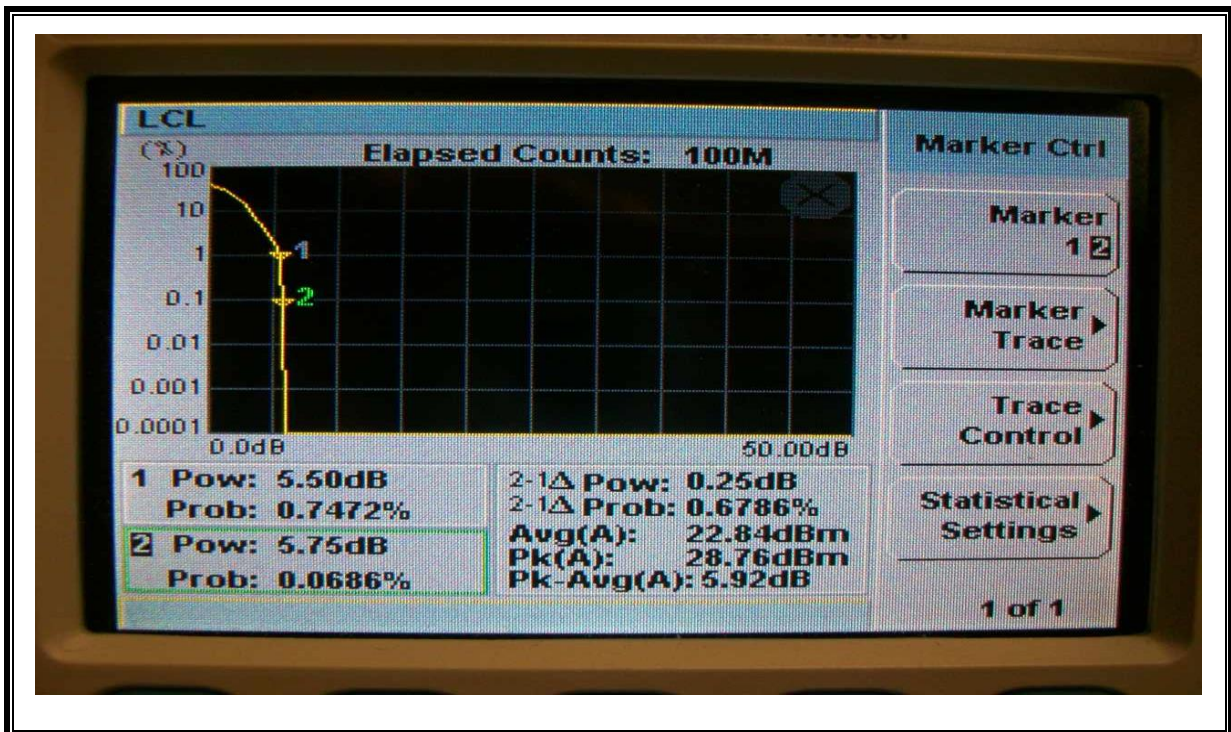 LCL
(%)
Elapsed Counts: 100M
100
10
1
0.1
0.01
0.001
0.0001
1
2
0.0dB
50.00dB
1 Pow: 5.50dB
Prob: 0.7472%
2 Pow: 5.75dB
Prob: 0.0686%
2-1Δ Pow: 0.25dB
2-1Δ Prob: 0.6786%
Avg(A): 22.84dBm
Pk(A): 28.76dBm
Pk-Avg(A): 5.92dB
Marker Ctrl
Marker
1 2
Marker
Trace
Trace
Control
Statistical
Settings
1 of 1